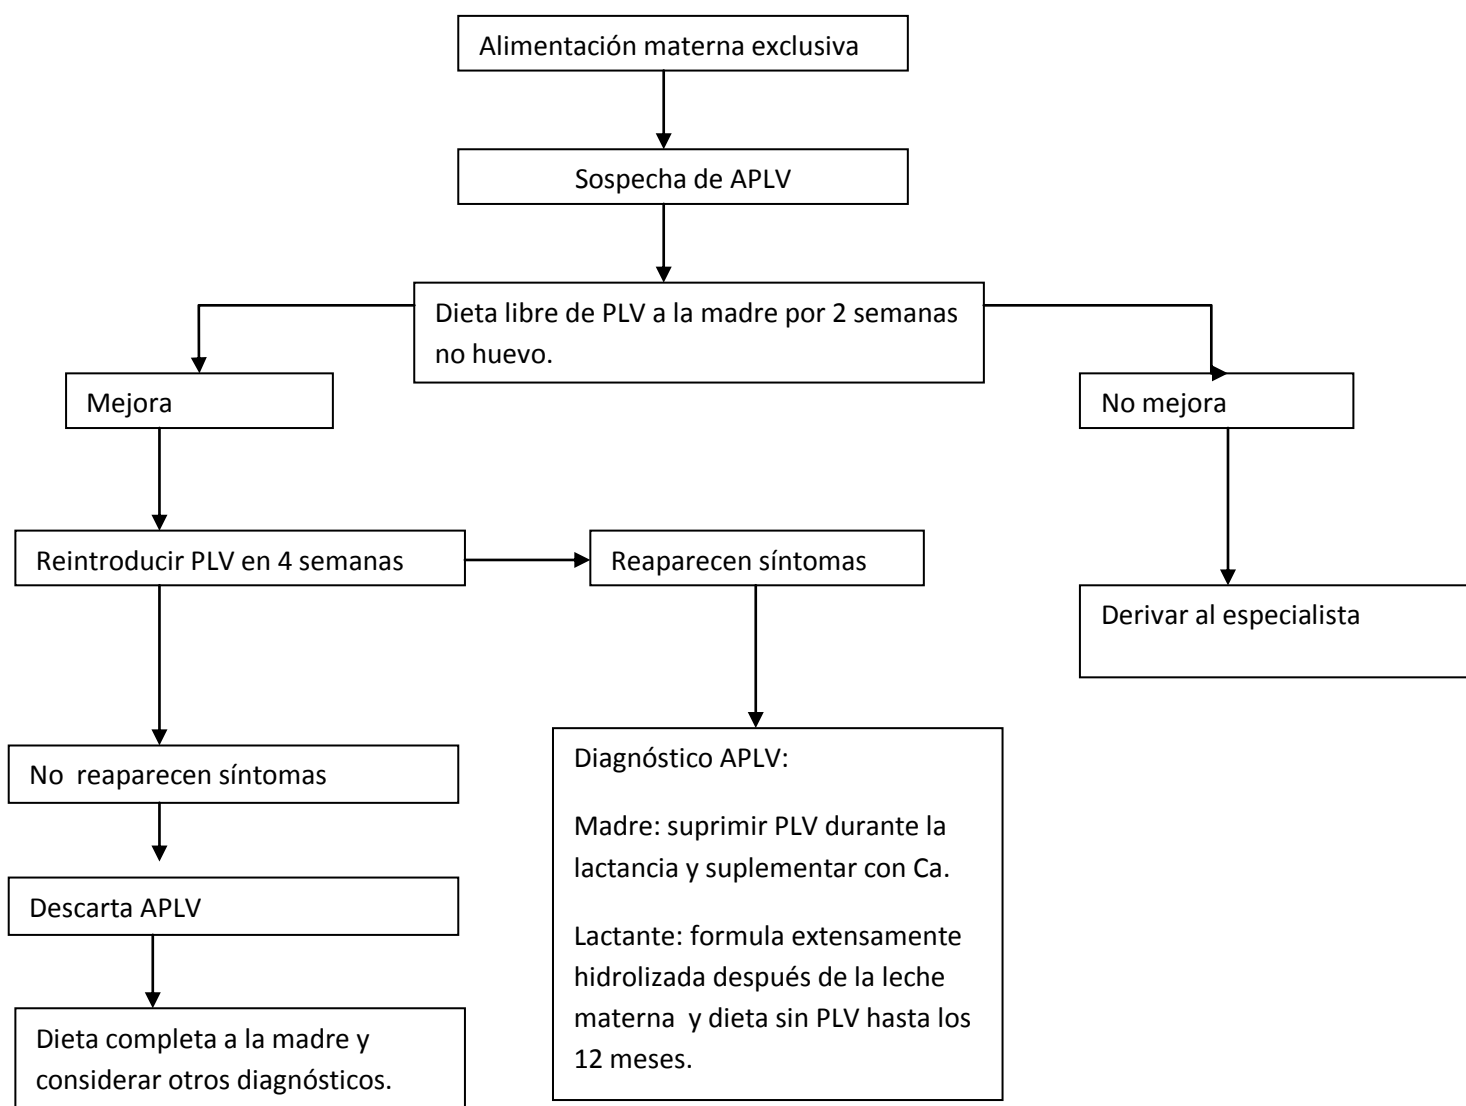 Alimentación materna exclusiva
Sospecha de APLV
Dieta libre de PLV a la madre por 2 semanas
no huevo.
Mejora
No mejora
Reintroducir PLV en 4 semanas
Reaparecen síntomas
Derivar al especialista
No reaparecen síntomas
Diagnóstico APLV:
Madre: suprimir PLV durante la
lactancia y suplementar con Ca.
Lactante: formula extensamente
hidrolizada después de la leche
materna y dieta sin PLV hasta los
12 meses.
Descarta APLV
Dieta completa a la madre y
considerar otros diagnósticos.